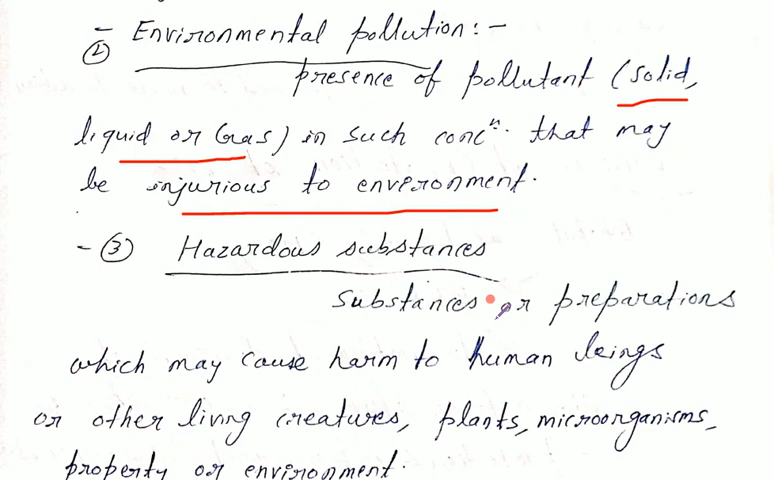 - (2) Environmental pollution:-
presence of pollutant (solid,
liquid or Gas) in such concⁿ. that may
be injurious to environment.
- (3) Hazardous substances
Substances or preparations
which may cause harm to human beings
or other living creatures, plants, microorganisms,
property or environment.